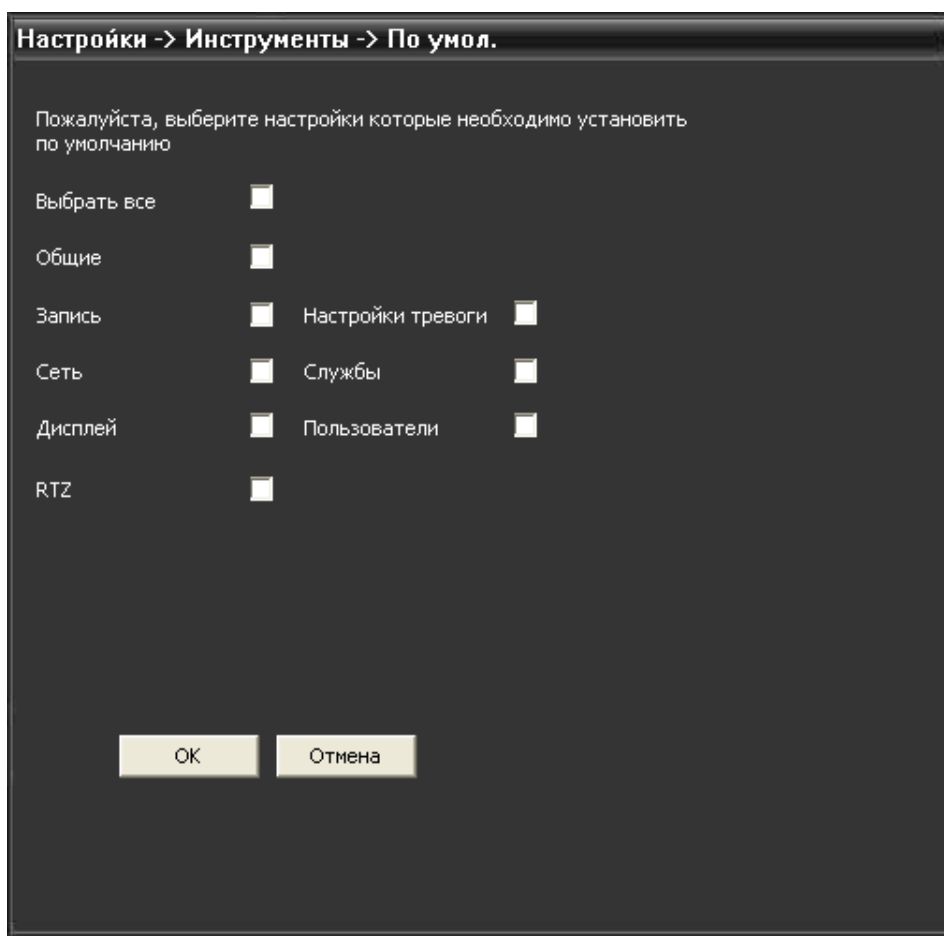 Настройки -> Инструменты -> По умол.
Пожалуйста, выберите настройки которые необходимо установить
по умолчанию
Выбрать все
Общие
Запись Настройки тревоги
Сеть Службы
Дисплей Пользователи
RTZ
OK Отмена